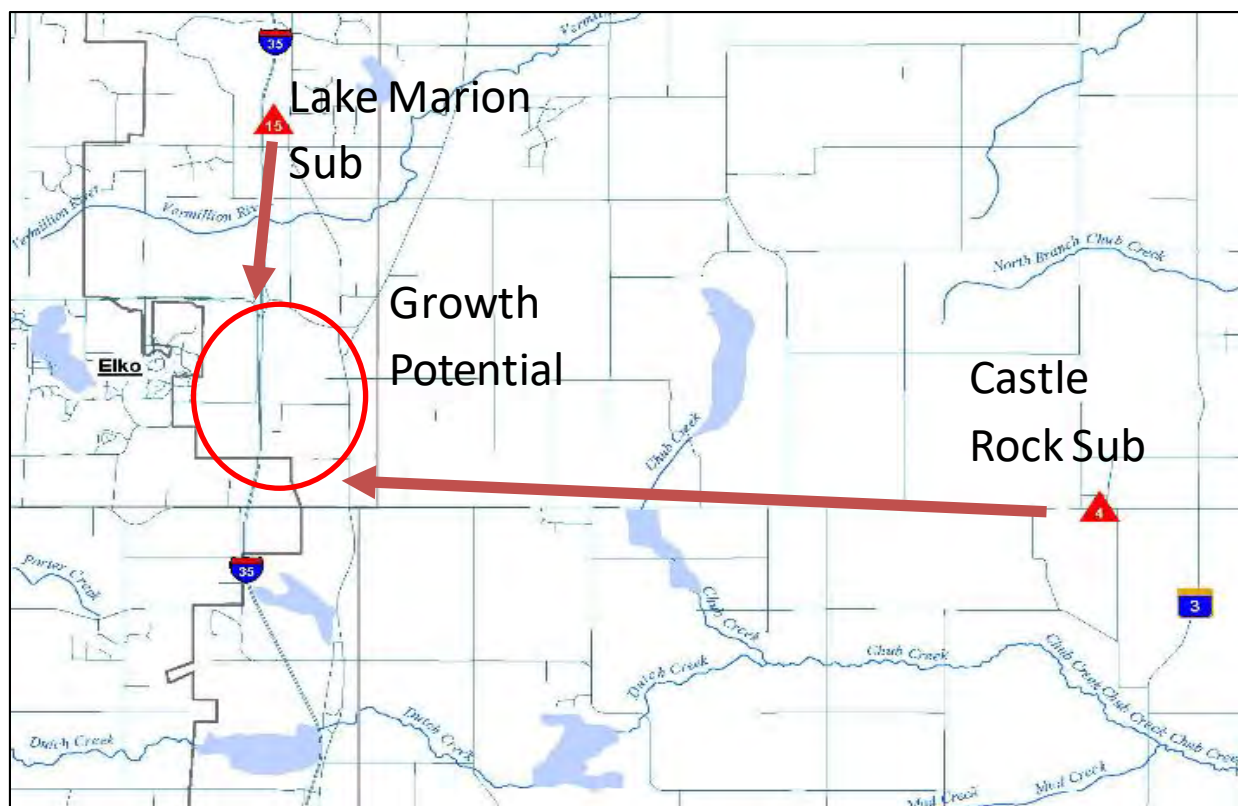 35
Vermi
Lake Marion
15
Sub
Vermillion River
Vermillion River
North Branch Chub Creek
Growth
Potential
Elko
Castle
Rock Sub
Chub Creek
4
Porter Creek
35
3
Chub Creek
Chub Creek
Chub Creek
Chub Creek
Chub Creek
Dutch Creek
Dutch Creek
Dutch Creek
Mud Creek
Mud Creek